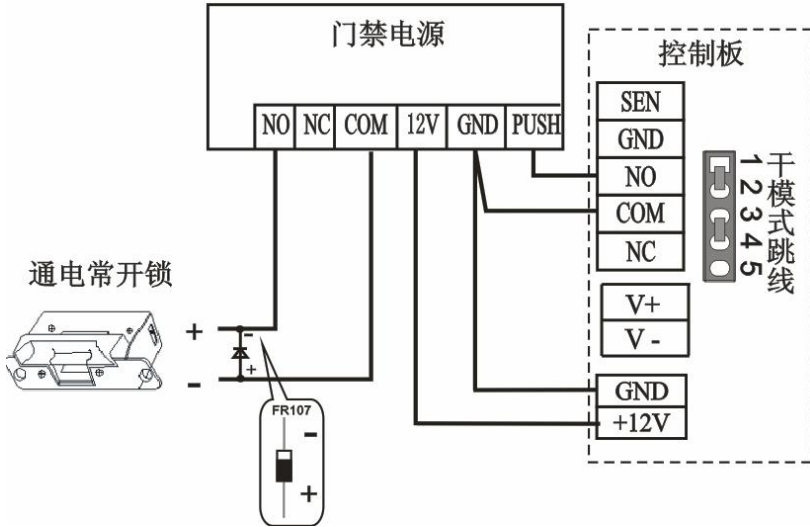 门禁电源
NO NC COM 12V GND PUSH
控制板
SEN
GND
NO
COM
NC
1 2 3 4 5
干模式跳线
V+
V -
GND
+12V
通电常开锁
+
-
-
+
FR107
-
+